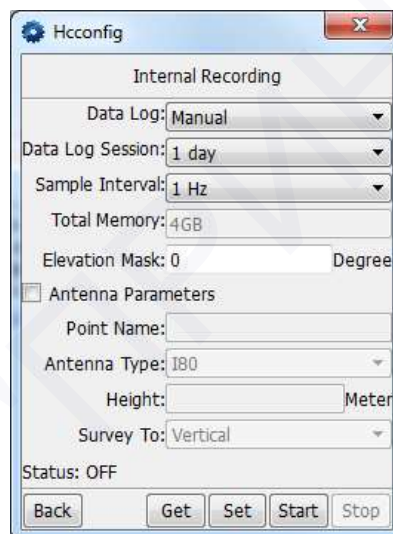 Hcconfig
Internal Recording
Data Log: Manual
Data Log Session: 1 day
Sample Interval: 1 Hz
Total Memory: 4GB
Elevation Mask: 0 Degree
Antenna Parameters
Point Name:
Antenna Type: I80
Height: Meter
Survey To: Vertical
Status: OFF
Back Get Set Start Stop